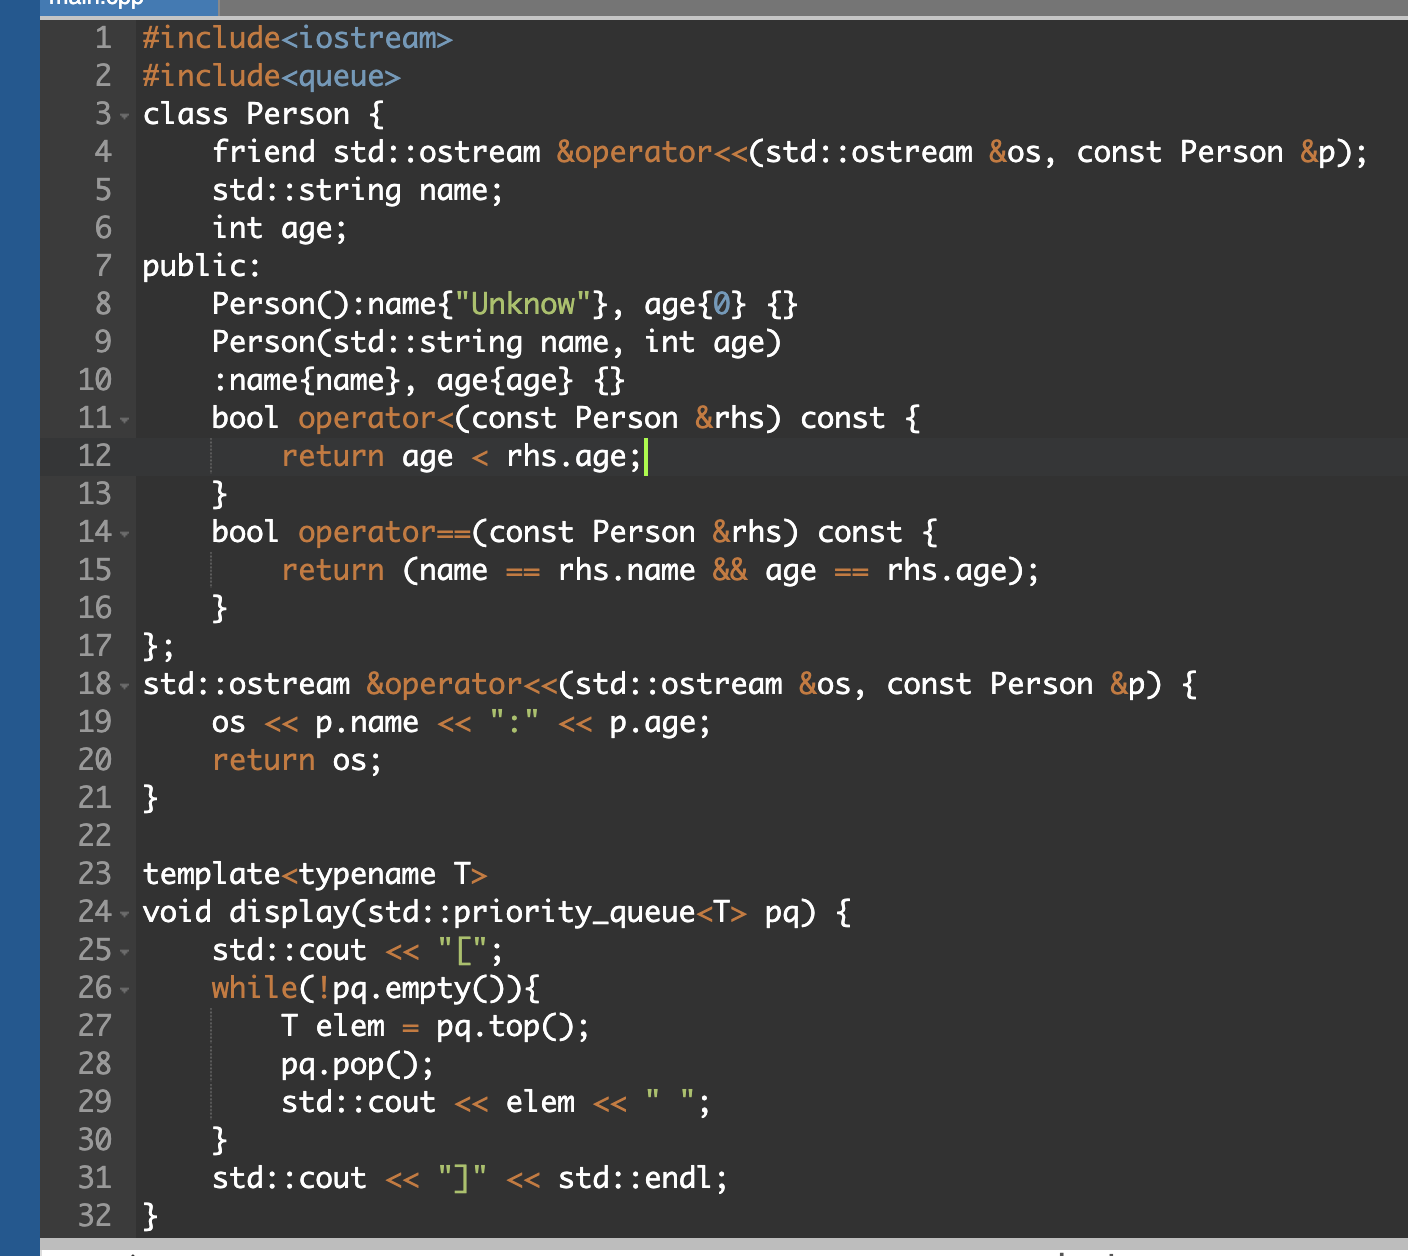 main.cpp
1 #include<iostream>
2 #include<queue>
3 class Person {
4     friend std::ostream &operator<<(std::ostream &os, const Person &p);
5     std::string name;
6     int age;
7 public:
8     Person():name{"Unknow"}, age{0} {}
9     Person(std::string name, int age)
10     :name{name}, age{age} {}
11     bool operator<(const Person &rhs) const {
12         return age < rhs.age;
13     }
14     bool operator==(const Person &rhs) const {
15         return (name == rhs.name && age == rhs.age);
16     }
17 };
18 std::ostream &operator<<(std::ostream &os, const Person &p) {
19     os << p.name << ":" << p.age;
20     return os;
21 }
22
23 template<typename T>
24 void display(std::priority_queue<T> pq) {
25     std::cout << "[";
26     while(!pq.empty()){
27         T elem = pq.top();
28         pq.pop();
29         std::cout << elem << " ";
30     }
31     std::cout << "]" << std::endl;
32 }